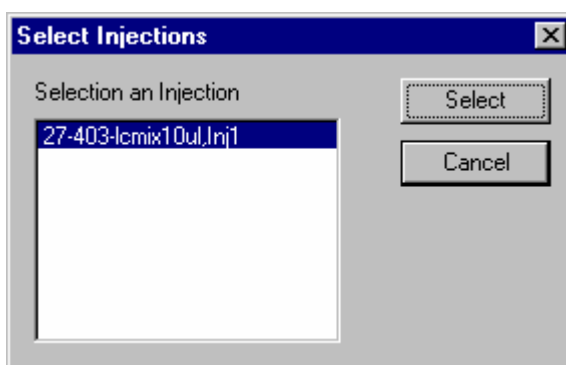 Select Injections
Selection an Injection
27-403-lcmix10ul,Inj1
Select
Cancel